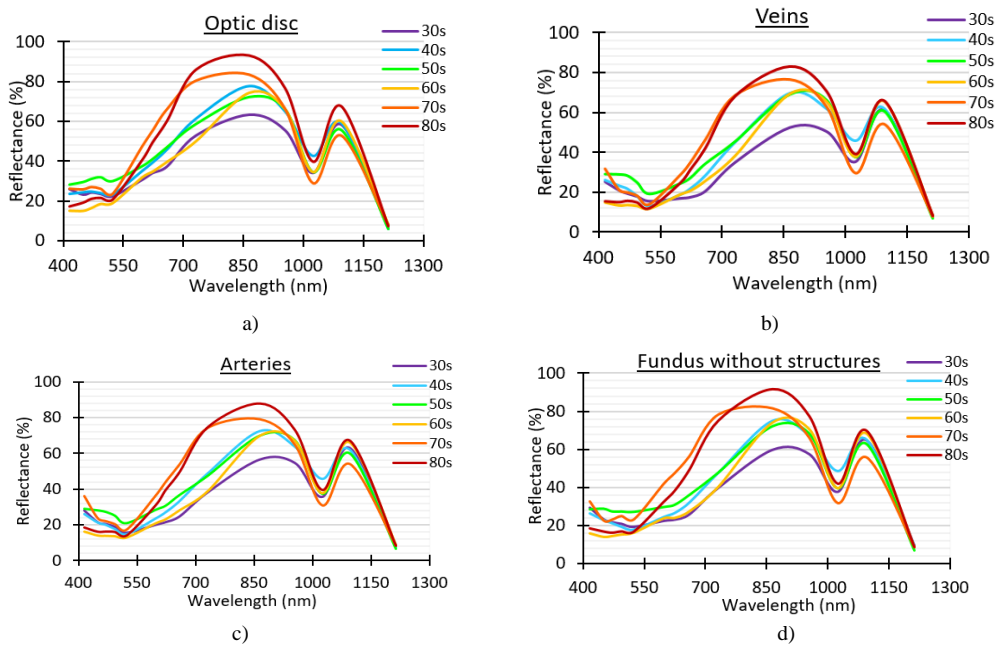 Optic disc
Reflectance (%)
100
80
60
40
20
0
400 550 700 850 1000 1150 1300
Wavelength (nm)
30s
40s
50s
60s
70s
80s
a)
Veins
Reflectance (%)
100
80
60
40
20
0
400 550 700 850 1000 1150 1300
Wavelength (nm)
30s
40s
50s
60s
70s
80s
b)
Arteries
Reflectance (%)
100
80
60
40
20
0
400 550 700 850 1000 1150 1300
Wavelength (nm)
30s
40s
50s
60s
70s
80s
c)
Fundus without structures
Reflectance (%)
100
80
60
40
20
0
400 550 700 850 1000 1150 1300
Wavelength (nm)
30s
40s
50s
60s
70s
80s
d)